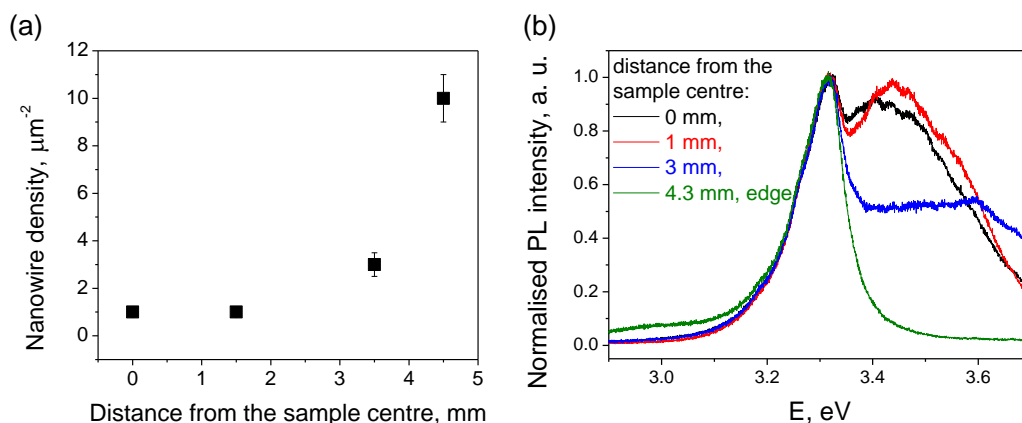 (a)
Nanowire density, μm⁻²
12
10
8
6
4
2
0
0 1 2 3 4 5
Distance from the sample centre, mm
(b)
Normalised PL intensity, a. u.
distance from the
sample centre:
0 mm,
1 mm,
3 mm,
4.3 mm, edge
1.0
0.8
0.6
0.4
0.2
0.0
3.0 3.2 3.4 3.6
E, eV